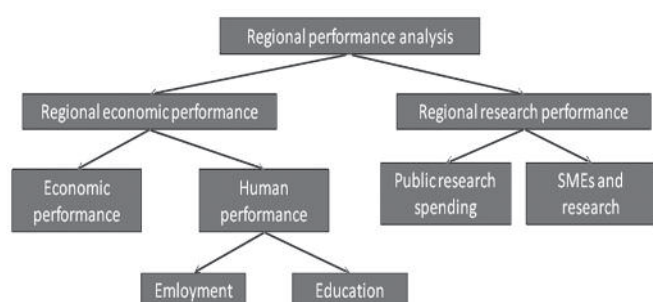 Regional performance analysis
Regional economic performance
Regional research performance
Economic
performance
Human
performance
Public research
spending
SMEs and
research
Emloyment
Education